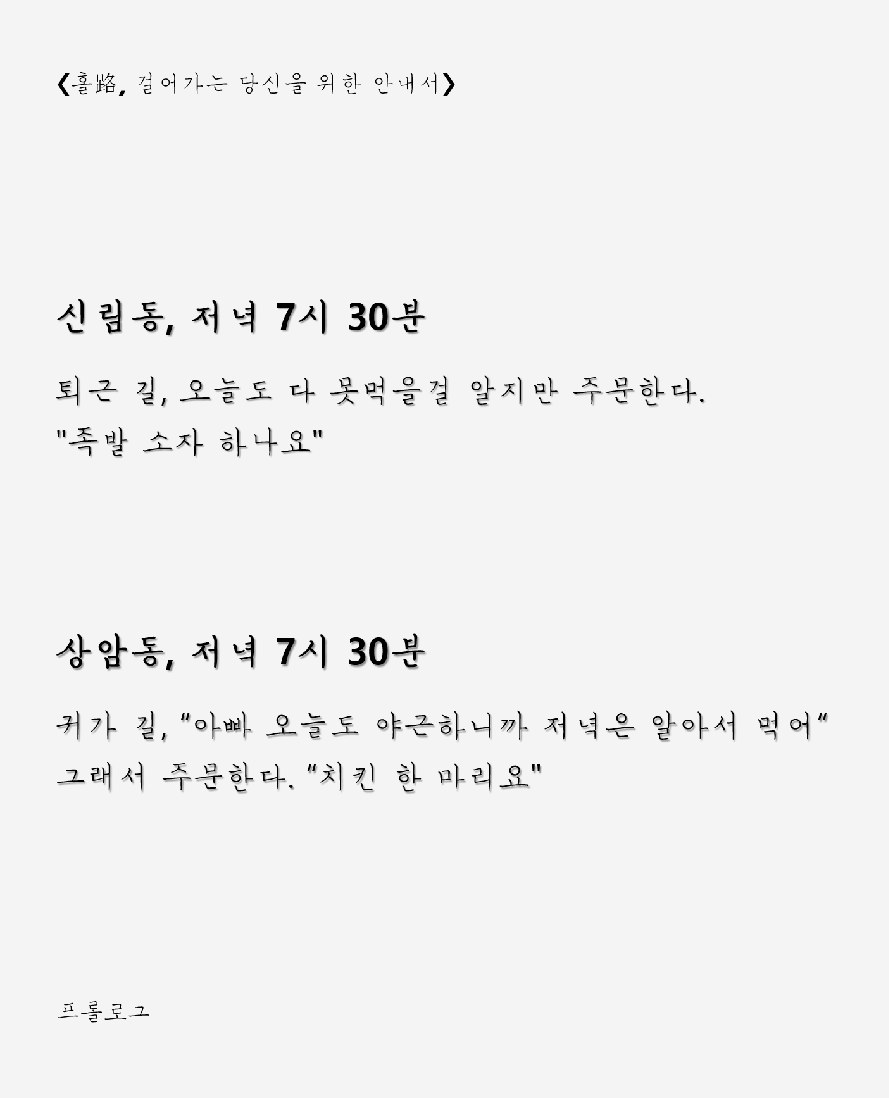 ❮홀路, 걸어가는 당신을 위한 안내서❯
신림동, 저녁 7시 30분
퇴근 길, 오늘도 다 못먹을걸 알지만 주문한다.
"족발 소자 하나요"
상암동, 저녁 7시 30분
귀가 길, “아빠 오늘도 야근하니까 저녁은 알아서 먹어“
그래서 주문한다. “치킨 한 마리요"
프롤로그